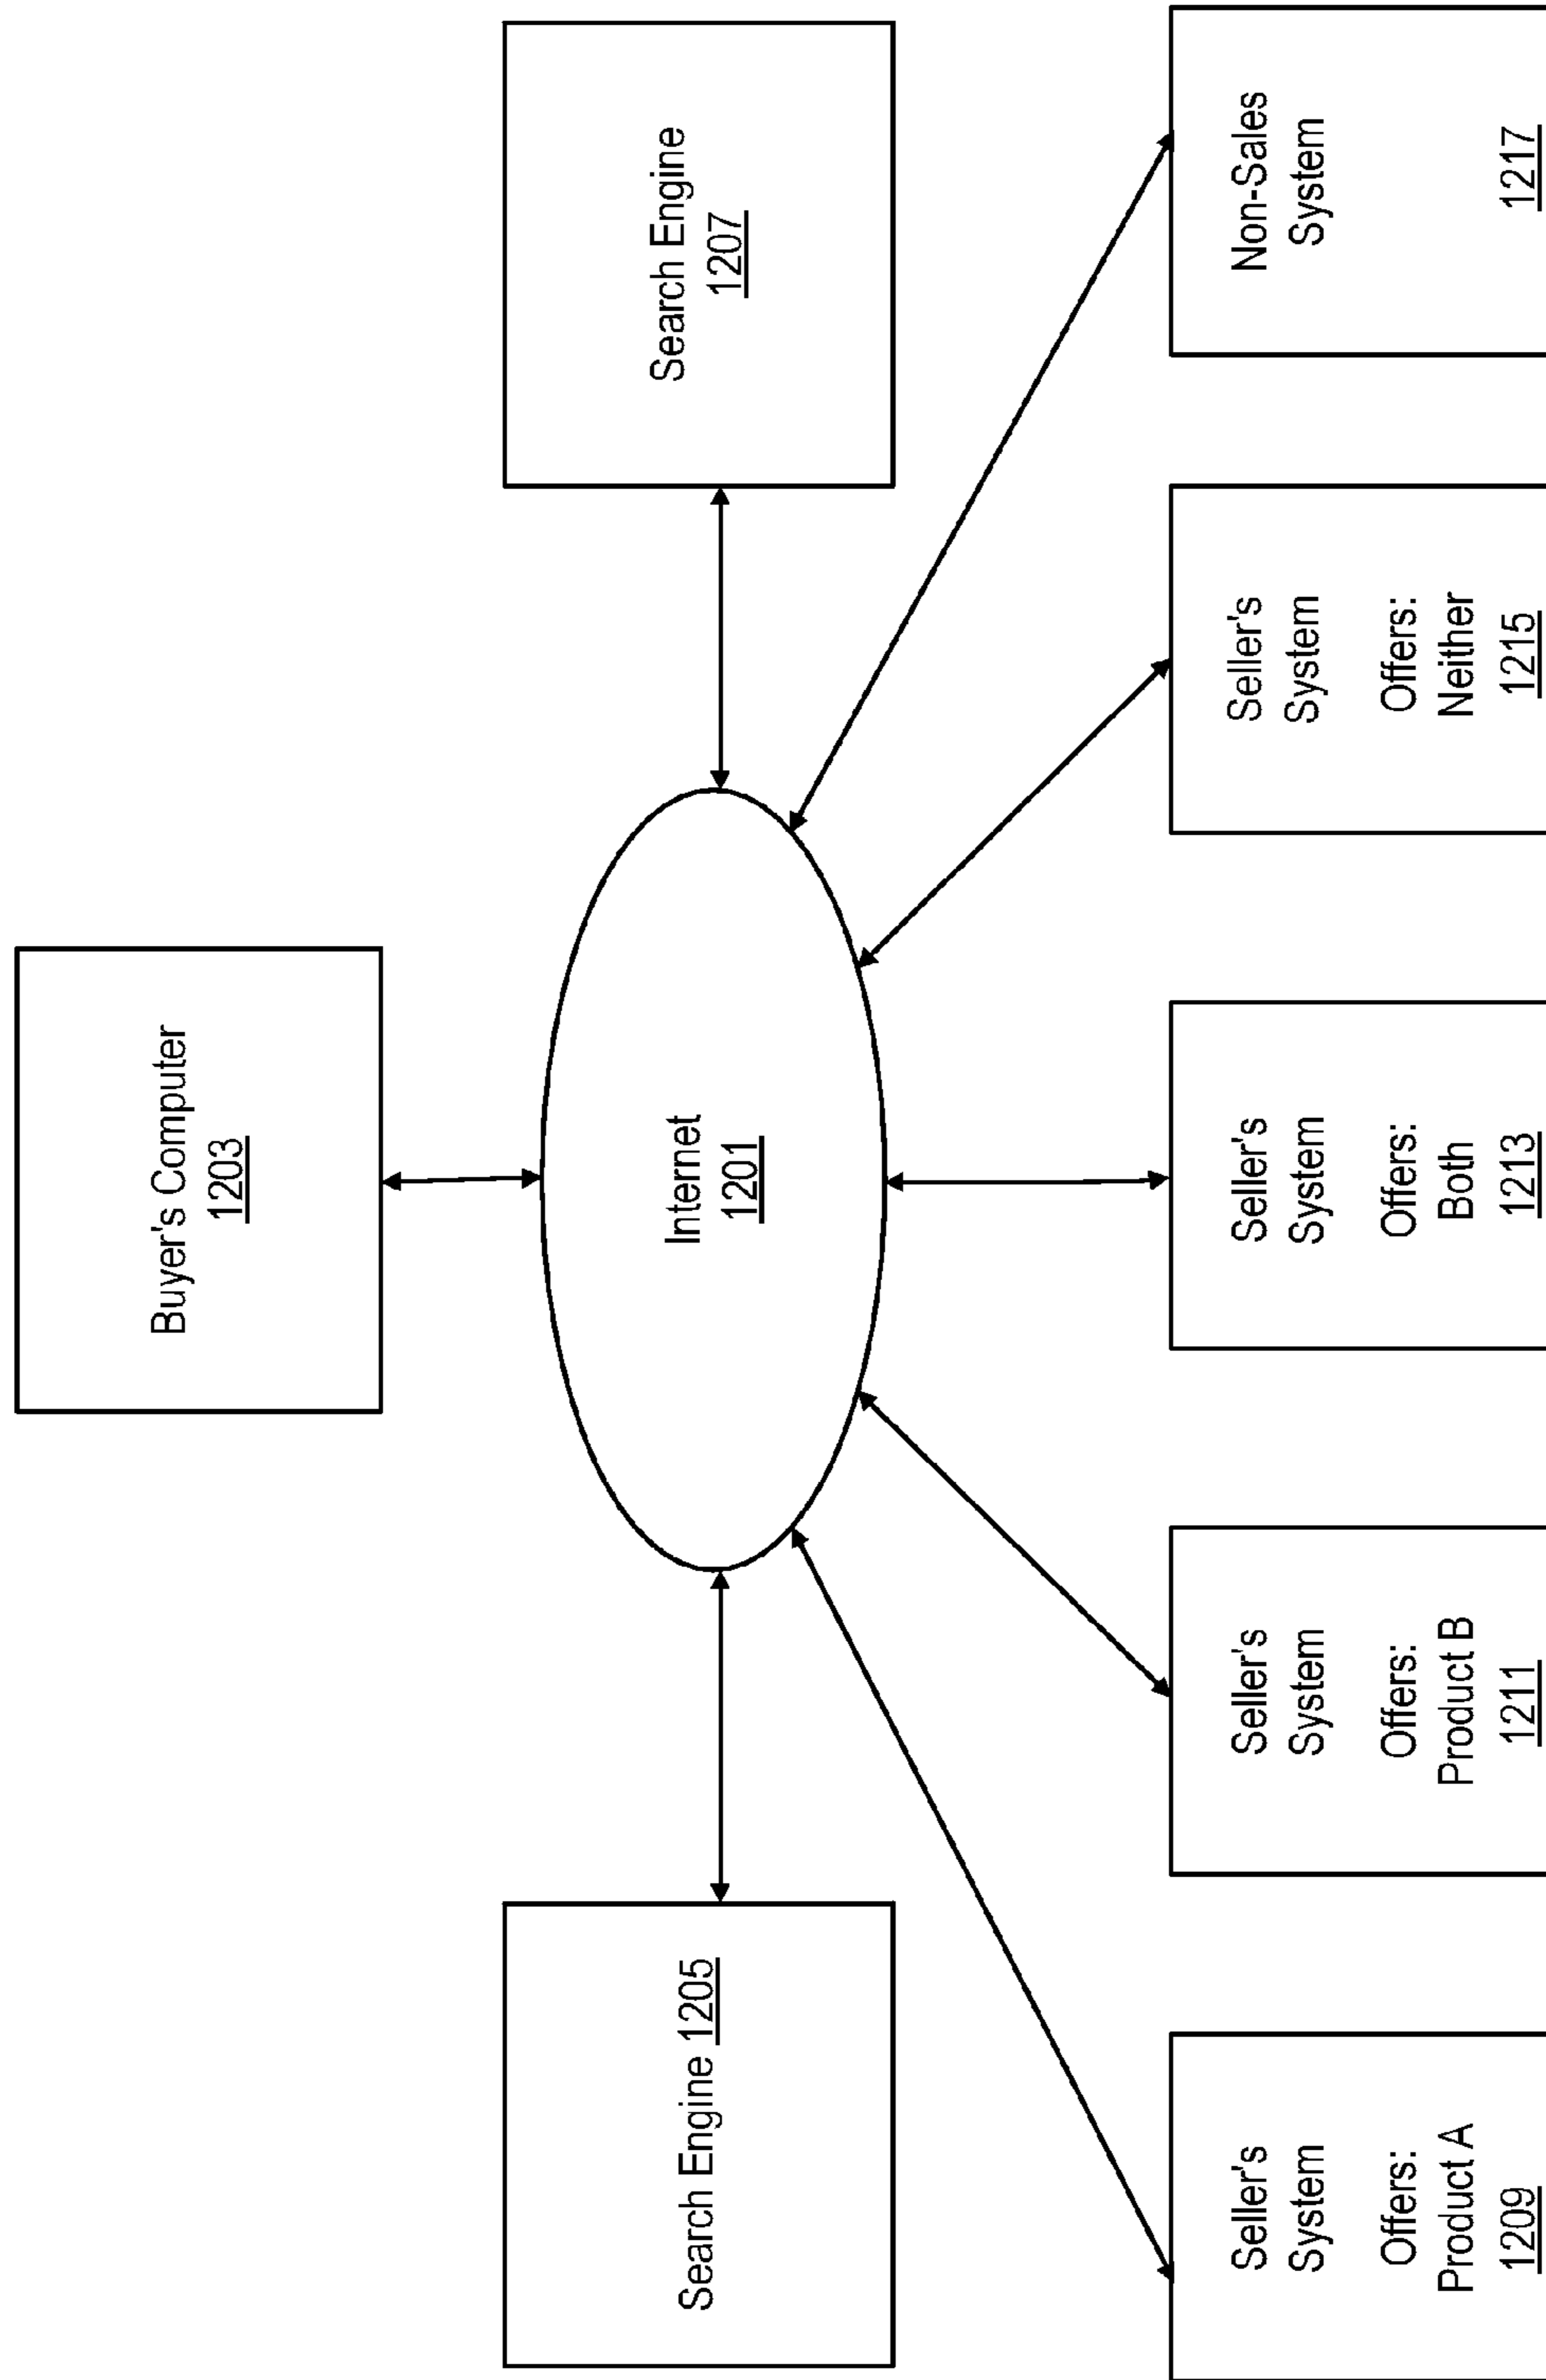 Buyer's Computer
1203
Search Engine 1205
Internet
1201
Search Engine
1207
Seller's
System
Offers:
Product A
1209
Seller's
System
Offers:
Product B
1211
Seller's
System
Offers:
Both
1213
Seller's
System
Offers:
Neither
1215
Non-Sales
System
1217